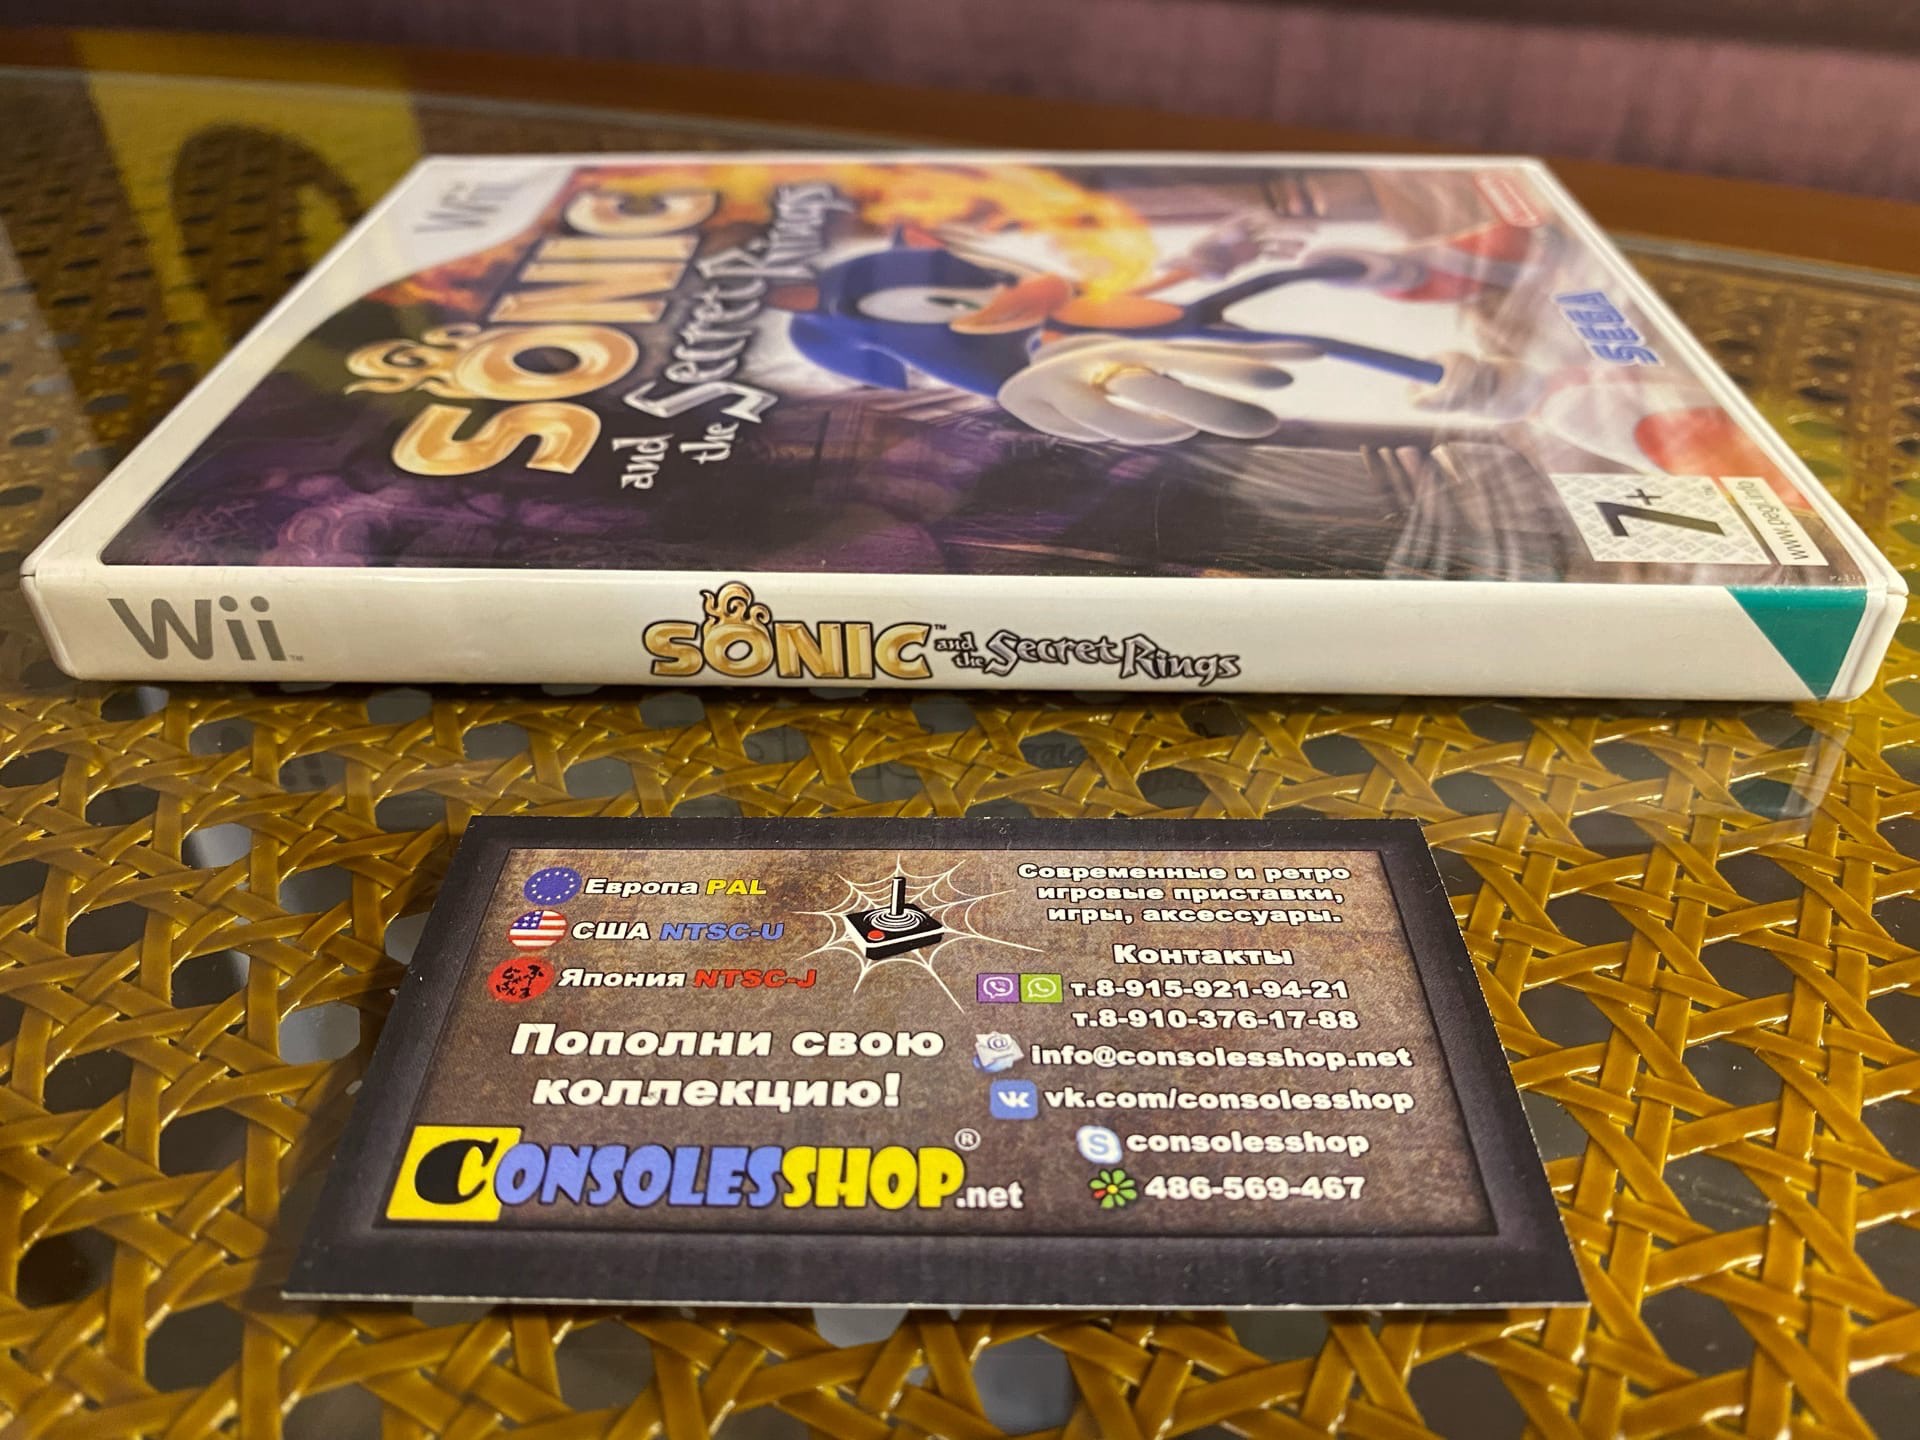 Wii
SONIC
and the Secret Rings
SEGA
7+
www.pegi.info
Wii™
SONIC™ and the Secret Rings
Европа PAL
США NTSC-U
Япония NTSC-J
Пополни свою
коллекцию!
CONSOLESSHOP®.net
Современные и ретро
игровые приставки,
игры, аксессуары.
Контакты
т.8-915-921-94-21
т.8-910-376-17-88
info@consolesshop.net
vk.com/consolesshop
consolesshop
486-569-467